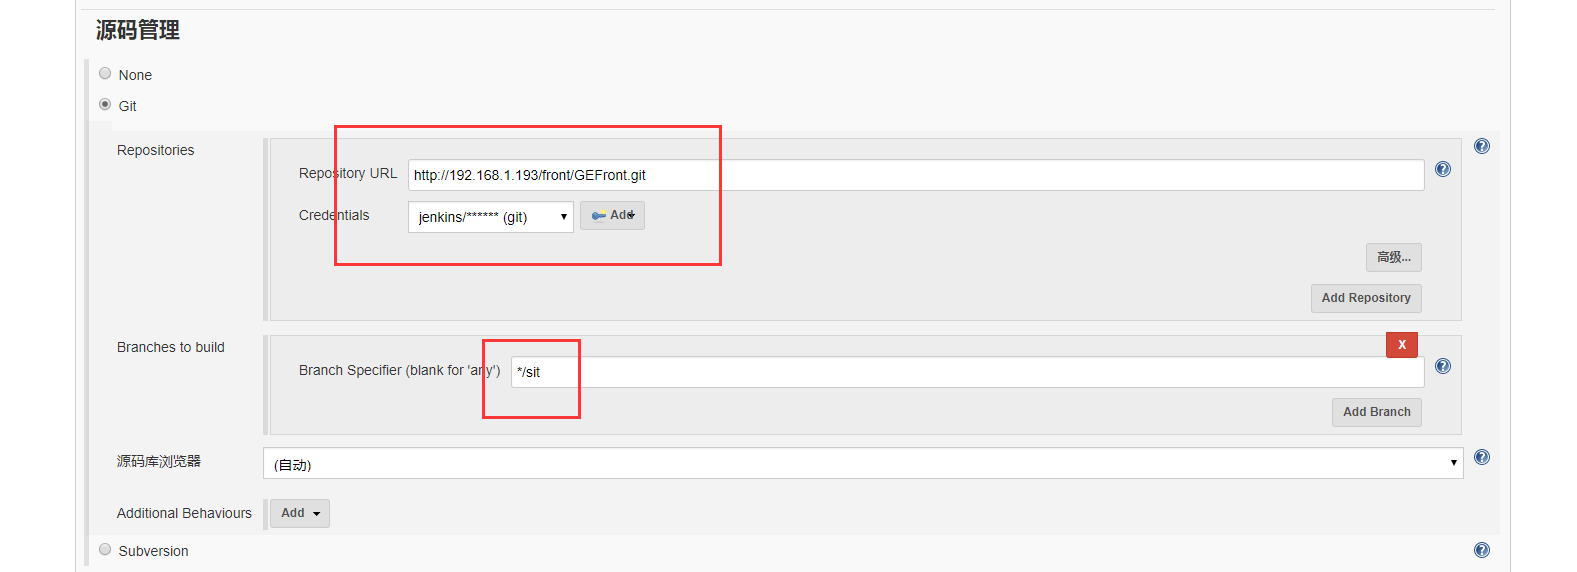 源码管理
None
Git
Repositories
Repository URL http://192.168.1.193/front/GEFront.git
Credentials jenkins/****** (git) Add
高级...
Add Repository
Branches to build
X
Branch Specifier (blank for 'any') */sit
Add Branch
源码库浏览器 (自动)
Additional Behaviours Add
Subversion